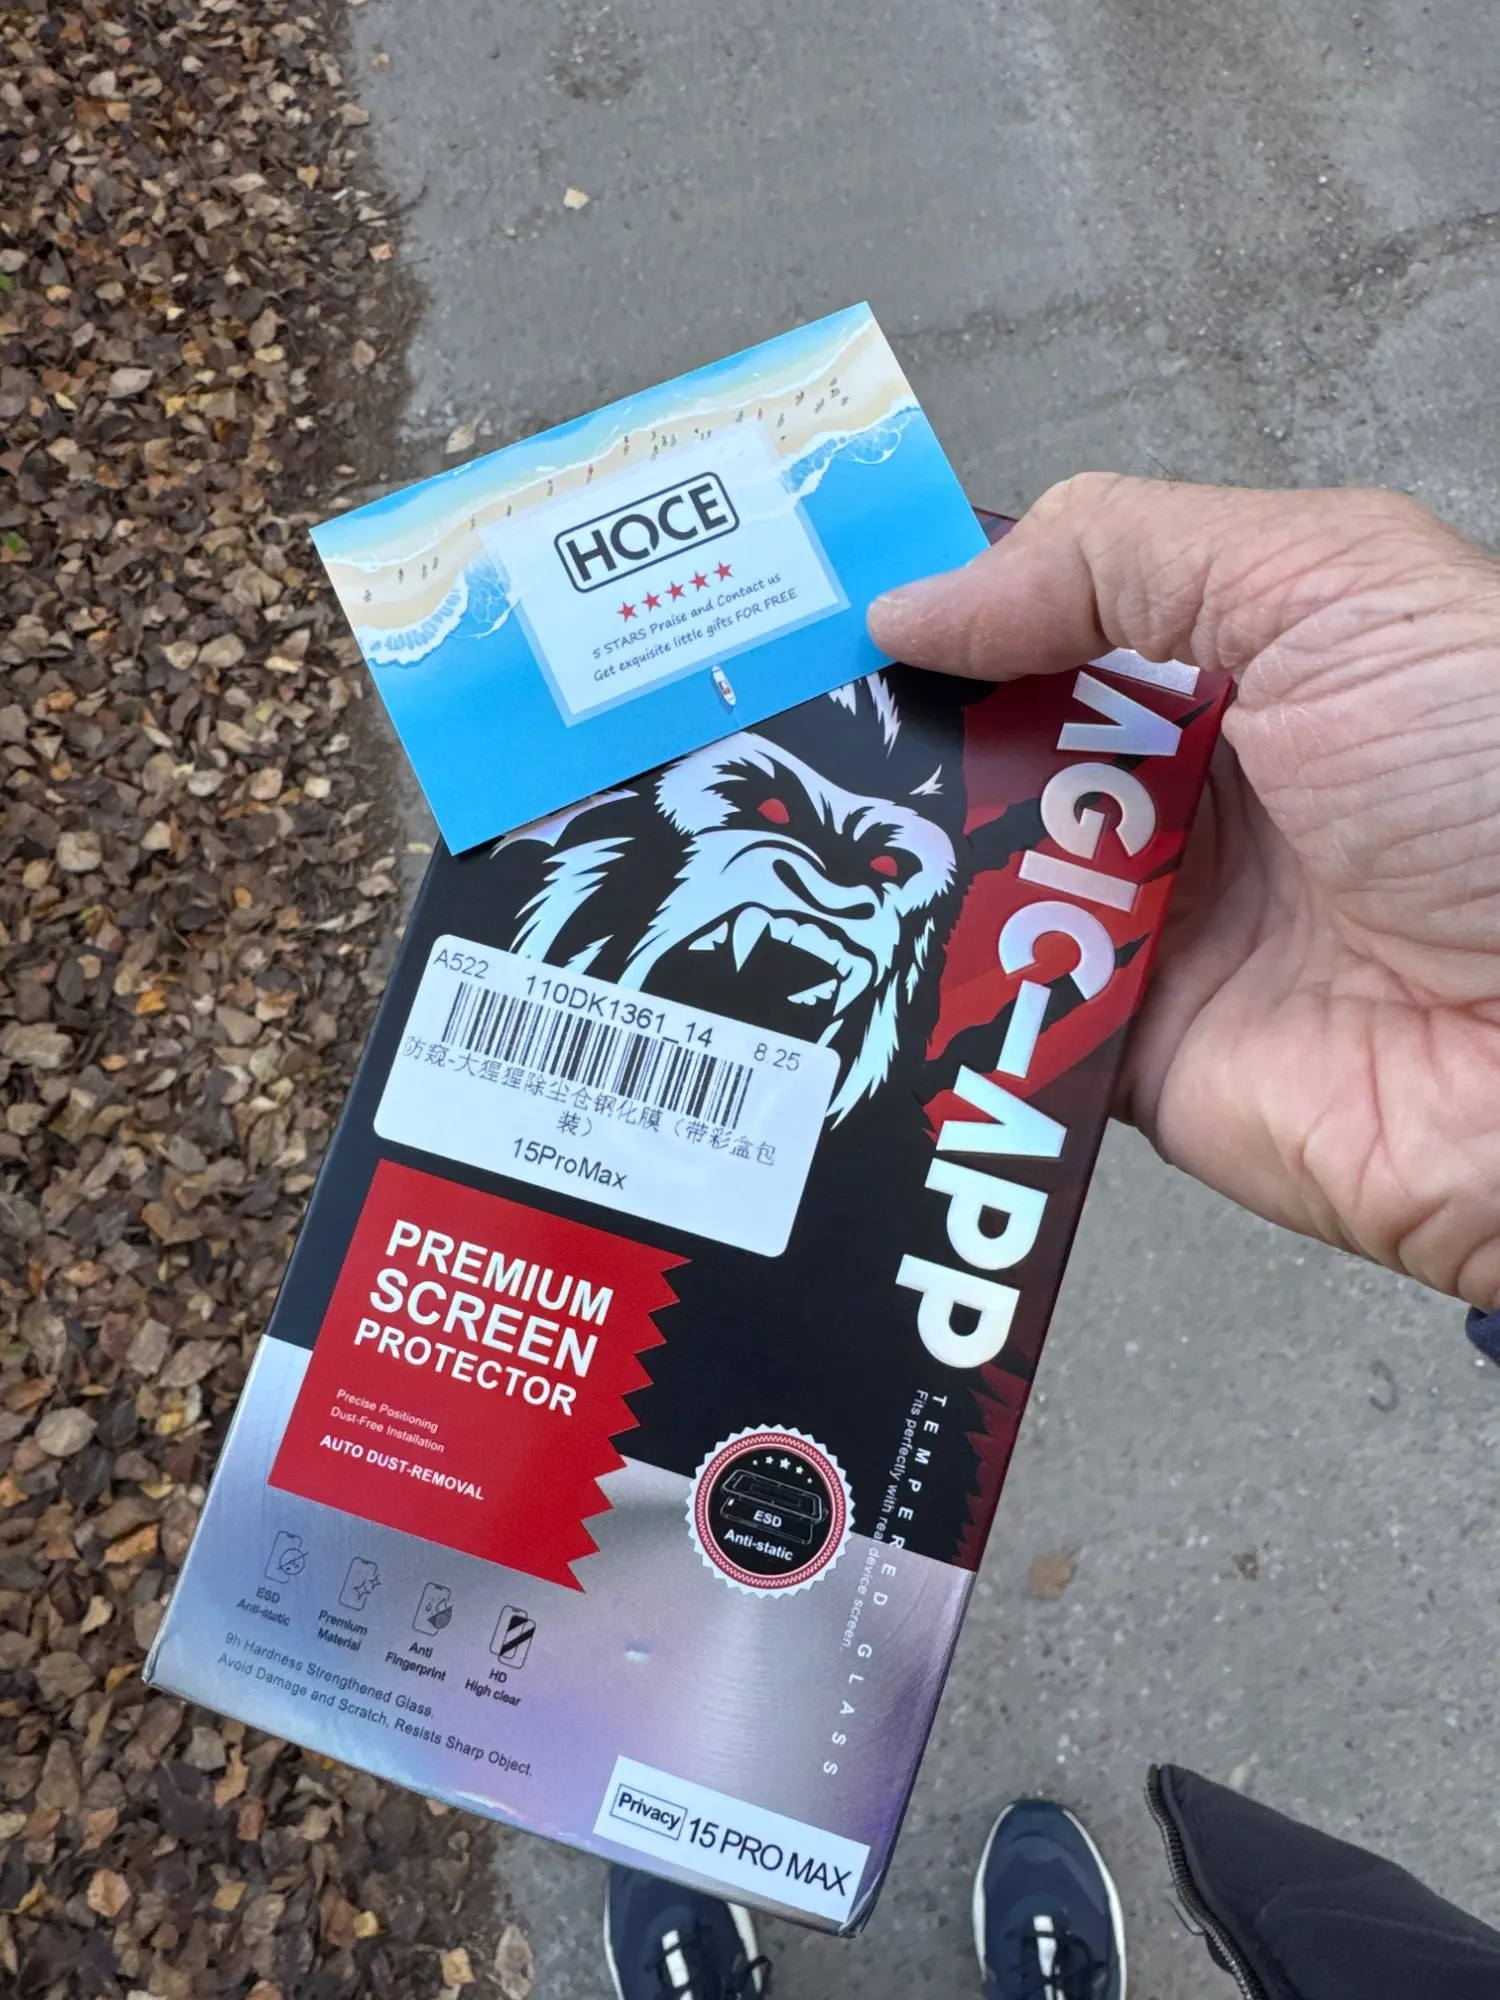 HOCE
5 STARS Praise and Contact us
Get exquisite little gifts FOR FREE
AGIC-APP
TEMPERED GLASS
Fits perfectly with real device screen
A522 110DK1361_14 8.25
防窥-大猩猩除尘仓钢化膜（带彩盒包
装）
15ProMax
PREMIUM
SCREEN
PROTECTOR
Precise Positioning
Dust-Free Installation
AUTO DUST-REMOVAL
ESD
Anti-static
ESD
Anti-static
Premium
Material
Anti
Fingerprint
HD
High clear
9h Hardness Strengthened Glass,
Avoid Damage and Scratch, Resists Sharp Object.
Privacy 15 PRO MAX